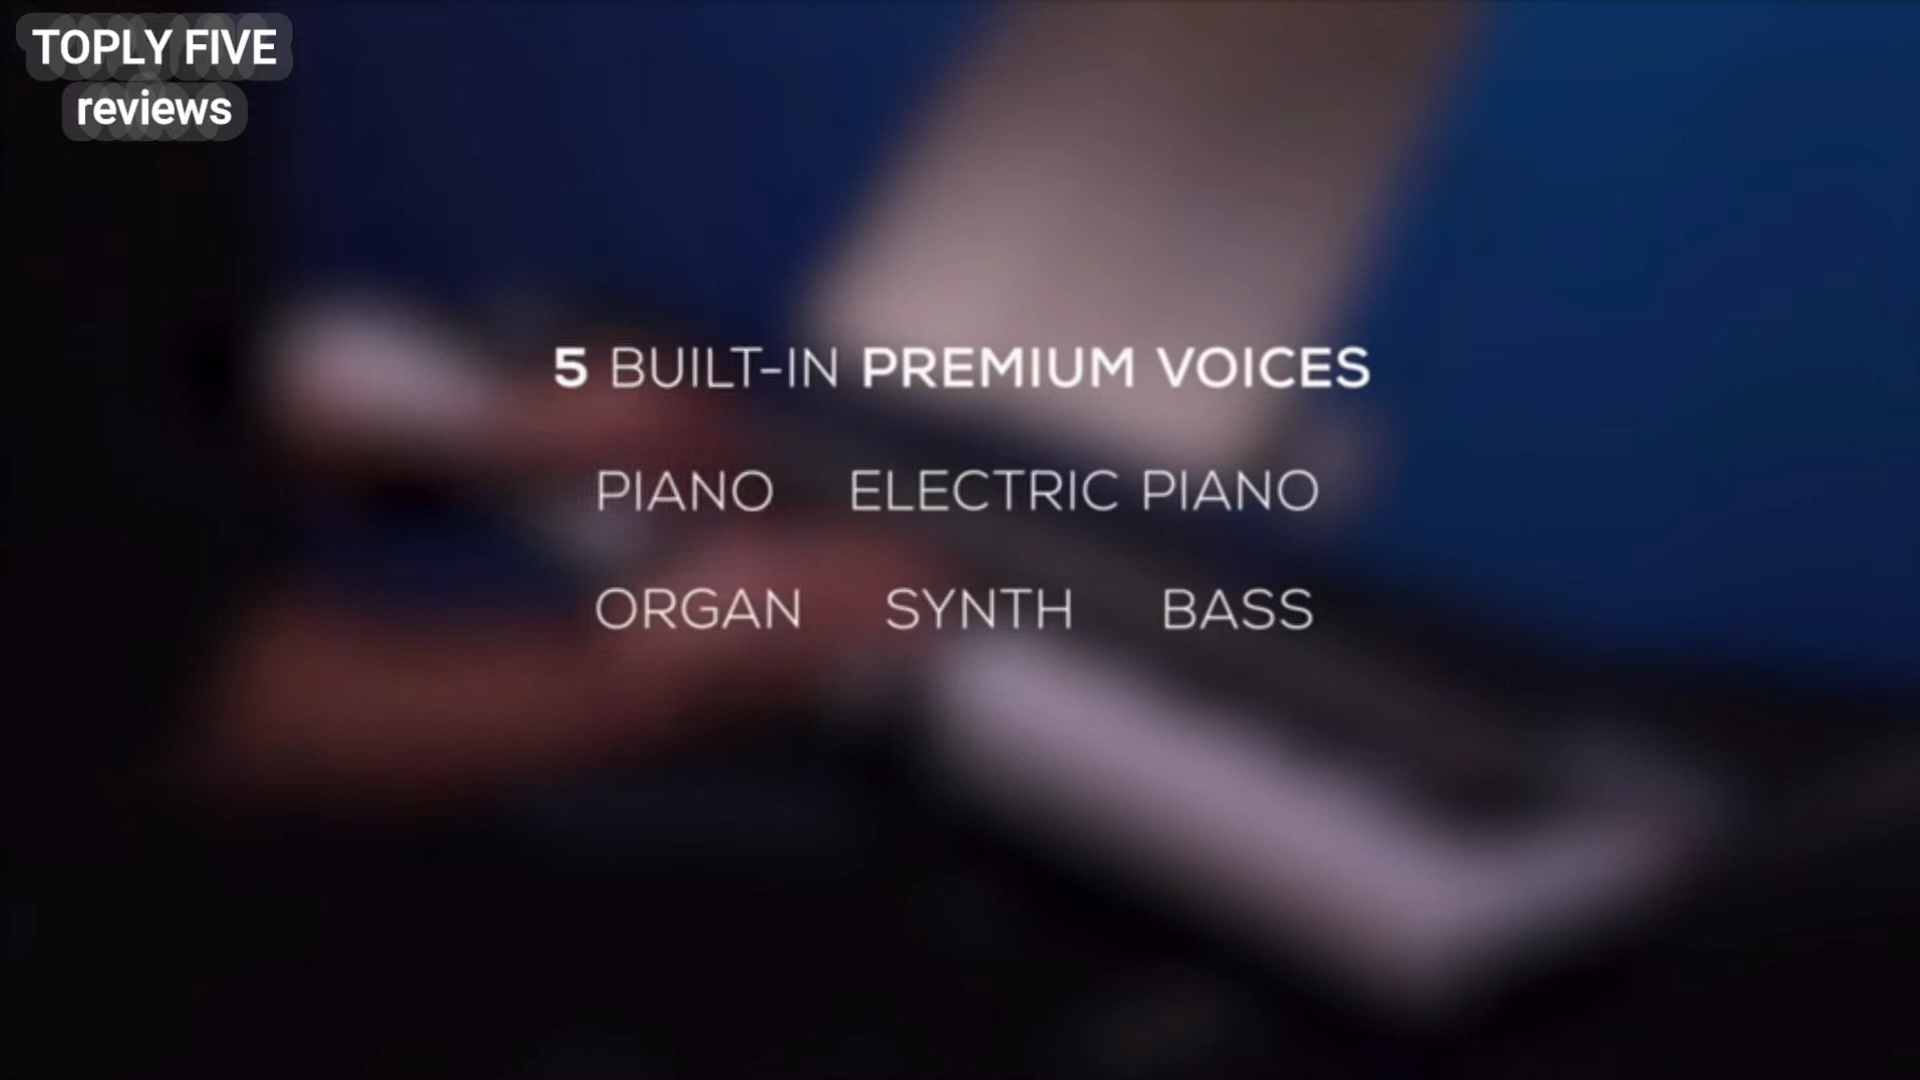 TOPLY FIVE
reviews
5 BUILT-IN PREMIUM VOICES
PIANO ELECTRIC PIANO
ORGAN SYNTH BASS